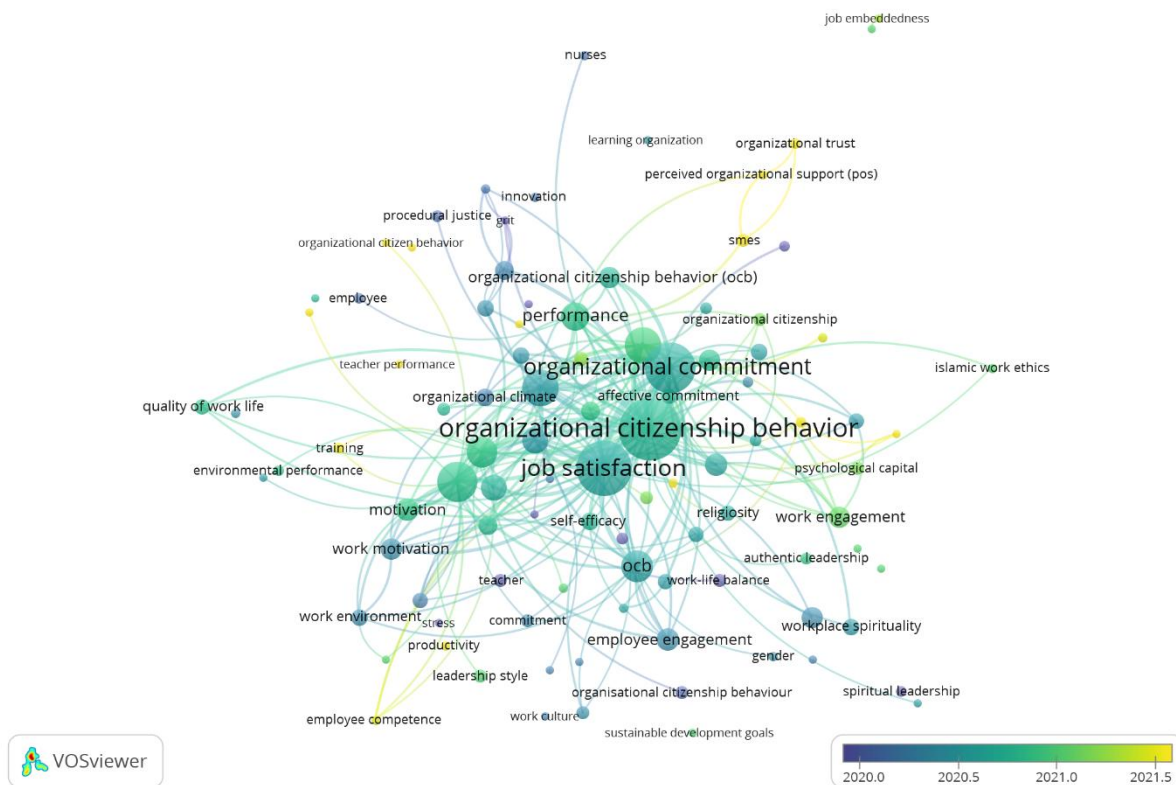 job embeddedness
nurses
learning organization
organizational trust
perceived organizational support (pos)
innovation
procedural justice
grit
organizational citizen behavior
smes
organizational citizenship behavior (ocb)
employee
performance
organizational citizenship
teacher performance
organizational commitment
islamic work ethics
organizational climate
affective commitment
quality of work life
organizational citizenship behavior
training
job satisfaction
environmental performance
psychological capital
motivation
self-efficacy
religiosity
work engagement
work motivation
authentic leadership
ocb
teacher
work-life balance
work environment
stress
commitment
workplace spirituality
productivity
employee engagement
gender
leadership style
organisational citizenship behaviour
spiritual leadership
employee competence
work culture
sustainable development goals
VOSviewer
2020.0 2020.5 2021.0 2021.5